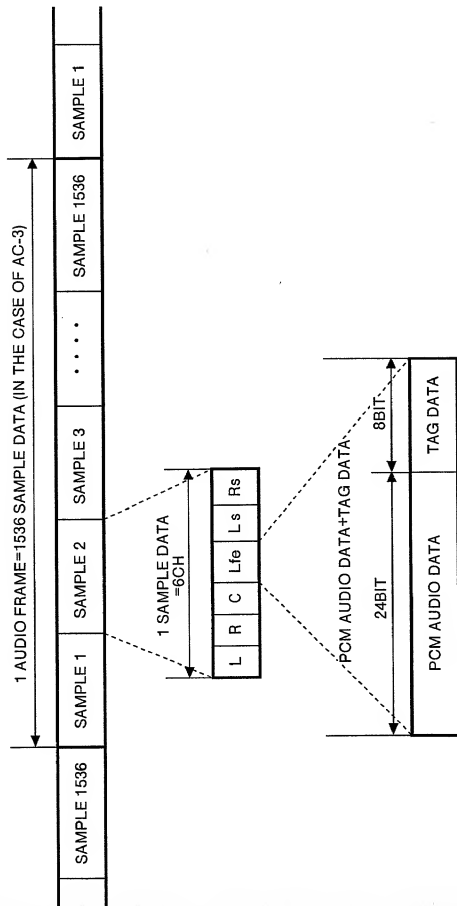 1 AUDIO FRAME=1536 SAMPLE DATA (IN THE CASE OF AC-3)
SAMPLE 1536
SAMPLE 1
SAMPLE 2
SAMPLE 3
. . . .
SAMPLE 1536
SAMPLE 1
1 SAMPLE DATA
=6CH
L
R
C
Lfe
Ls
Rs
PCM AUDIO DATA+TAG DATA
24BIT
8BIT
PCM AUDIO DATA
TAG DATA